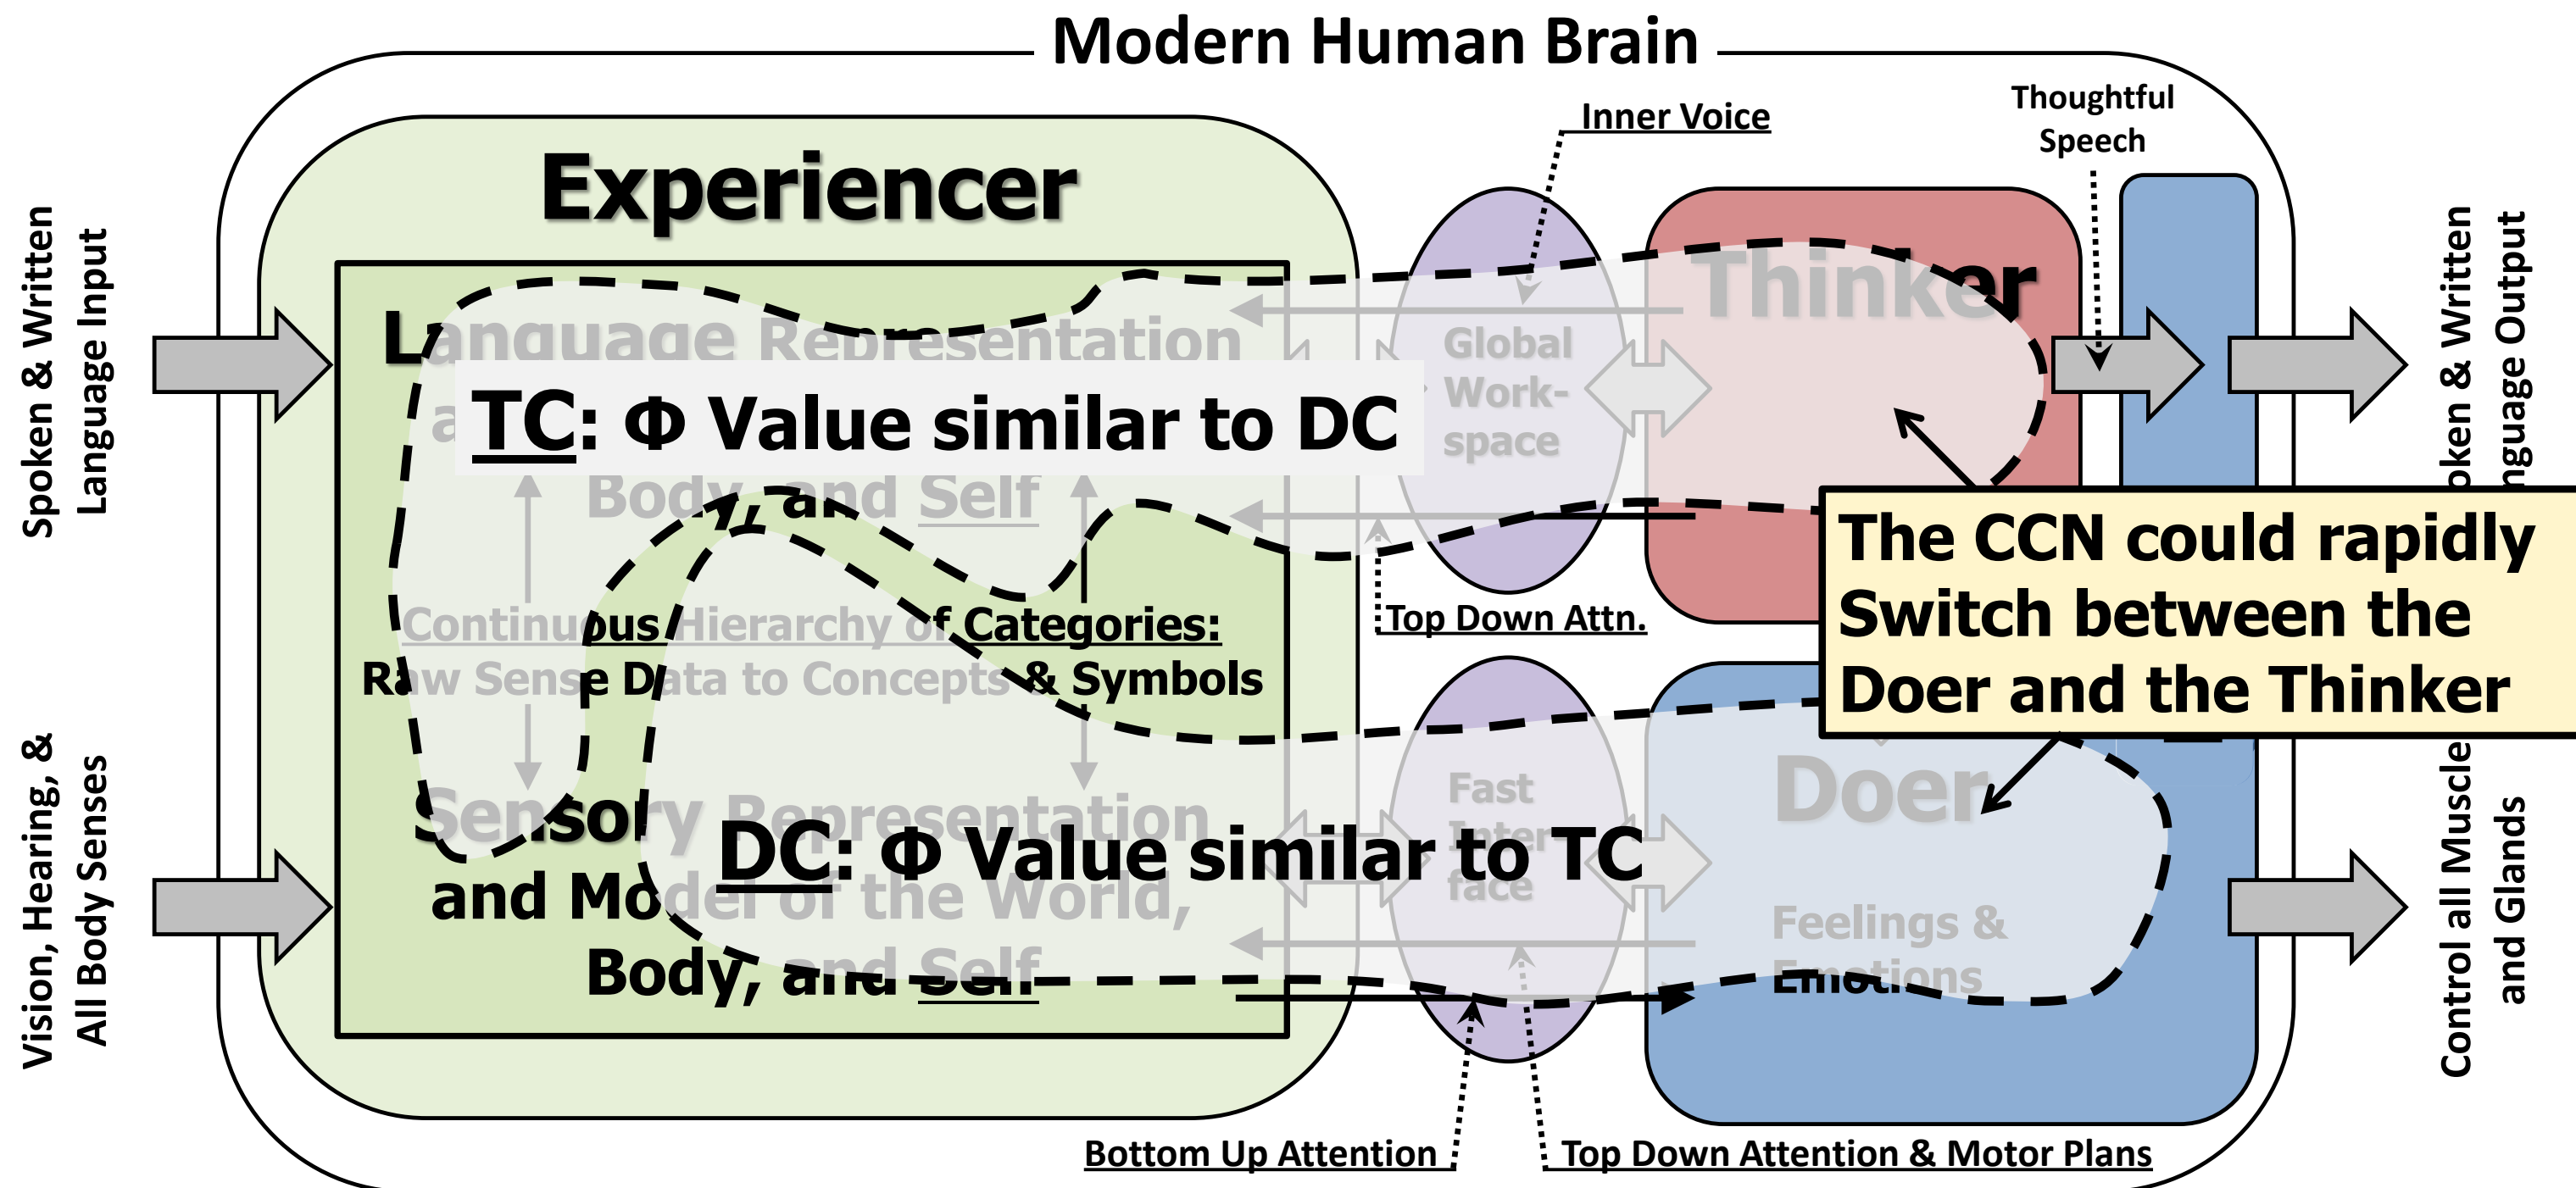 Modern Human Brain
Inner Voice
Thoughtful
Speech
Experiencer
Thinker
Spoken & Written
Language Input
Language Representation
TC: Φ Value similar to DC
Body, and Self
Global
Work-
space
Spoken & Written
Language Output
The CCN could rapidly
Switch between the
Doer and the Thinker
Top Down Attn.
Continuous Hierarchy of Categories:
Raw Sense Data to Concepts & Symbols
Vision, Hearing, &
All Body Senses
Sensory Representation
DC: Φ Value similar to TC
and Model of the World,
Body, and Self
Fast
Inter-
face
Doer
Feelings &
Emotions
Control all Muscle
and Glands
Bottom Up Attention
Top Down Attention & Motor Plans